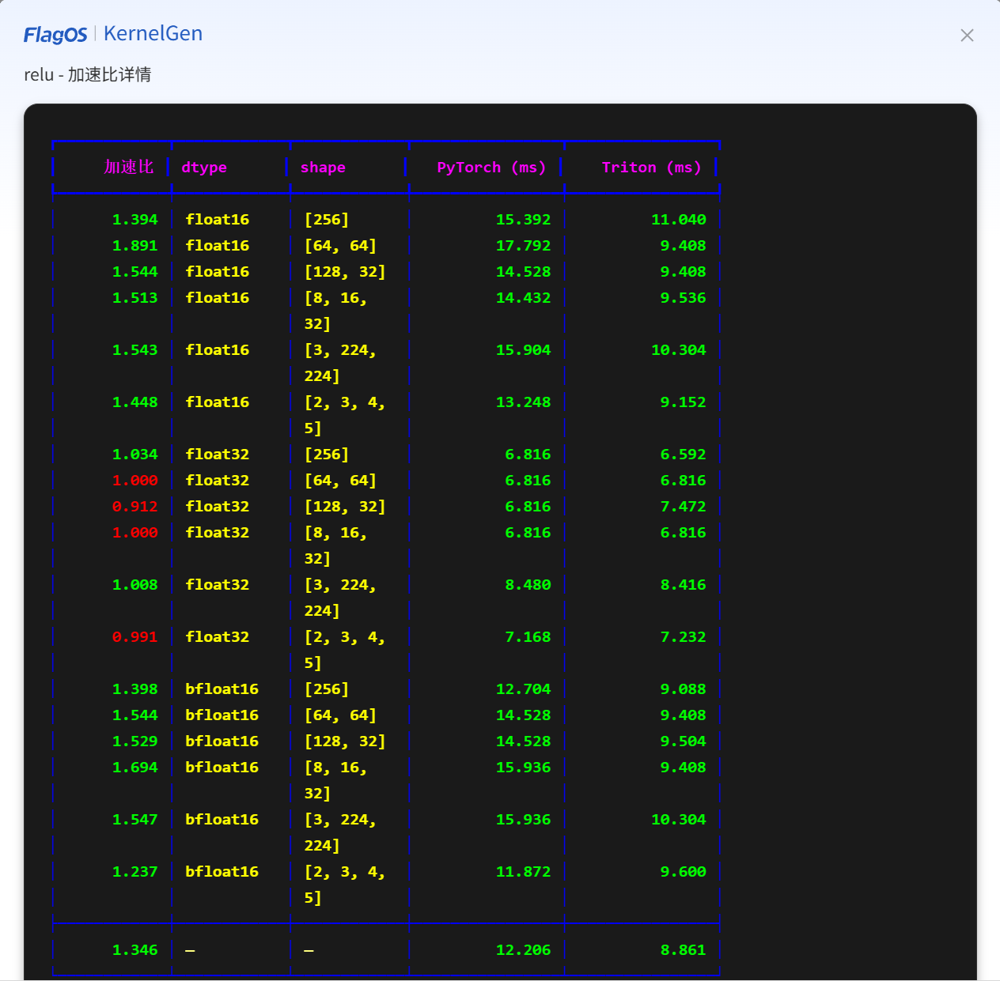 FlagOS | KernelGen
relu - 加速比详情
加速比 dtype shape PyTorch (ms) Triton (ms)
1.394 float16 [256] 15.392 11.040
1.891 float16 [64, 64] 17.792 9.408
1.544 float16 [128, 32] 14.528 9.408
1.513 float16 [8, 16, 14.432 9.536
32]
1.543 float16 [3, 224, 15.904 10.304
224]
1.448 float16 [2, 3, 4, 13.248 9.152
5]
1.034 float32 [256] 6.816 6.592
1.000 float32 [64, 64] 6.816 6.816
0.912 float32 [128, 32] 6.816 7.472
1.000 float32 [8, 16, 6.816 6.816
32]
1.008 float32 [3, 224, 8.480 8.416
224]
0.991 float32 [2, 3, 4, 7.168 7.232
5]
1.398 bfloat16 [256] 12.704 9.088
1.544 bfloat16 [64, 64] 14.528 9.408
1.529 bfloat16 [128, 32] 14.528 9.504
1.694 bfloat16 [8, 16, 15.936 9.408
32]
1.547 bfloat16 [3, 224, 15.936 10.304
224]
1.237 bfloat16 [2, 3, 4, 11.872 9.600
5]
1.346 — — 12.206 8.861